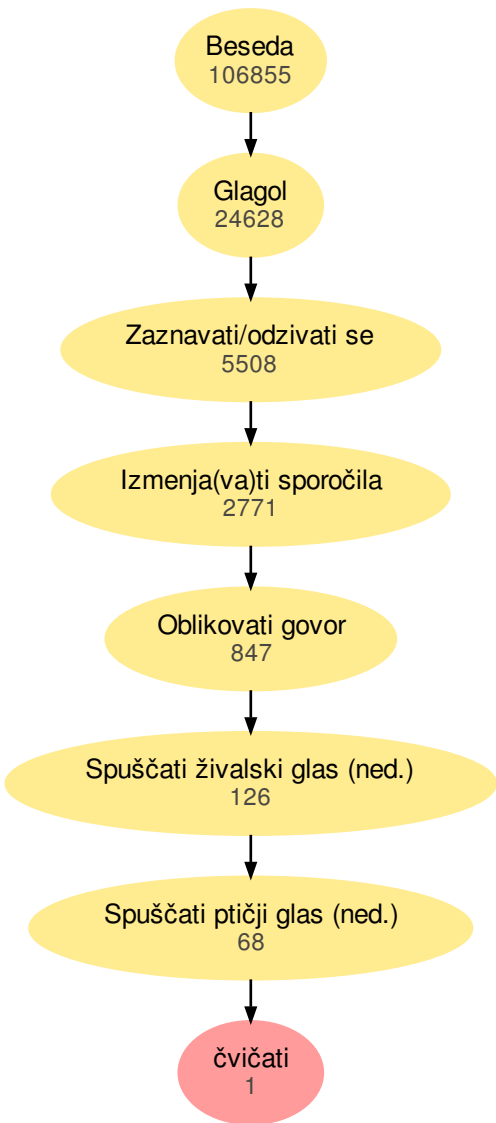 Beseda
106855
Glagol
24628
Zaznavati/odzivati se
5508
Izmenja(va)ti sporočila
2771
Oblikovati govor
847
Spuščati živalski glas (ned.)
126
Spuščati ptičji glas (ned.)
68
čvičati
1